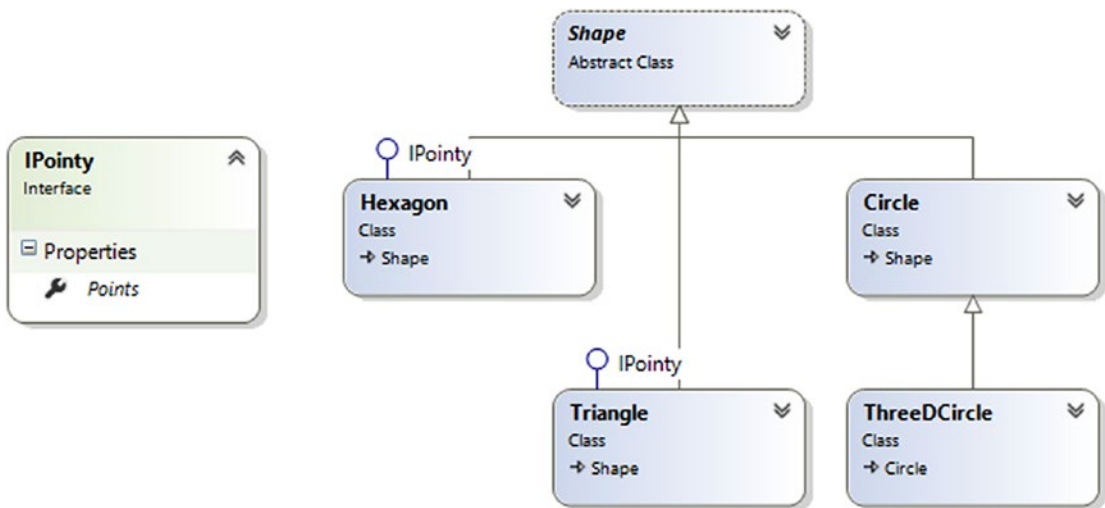 Shape
Abstract Class
IPointy
Interface
Properties
Points
IPointy
Hexagon
Class
Shape
Circle
Class
Shape
IPointy
Triangle
Class
Shape
ThreeDCircle
Class
Circle